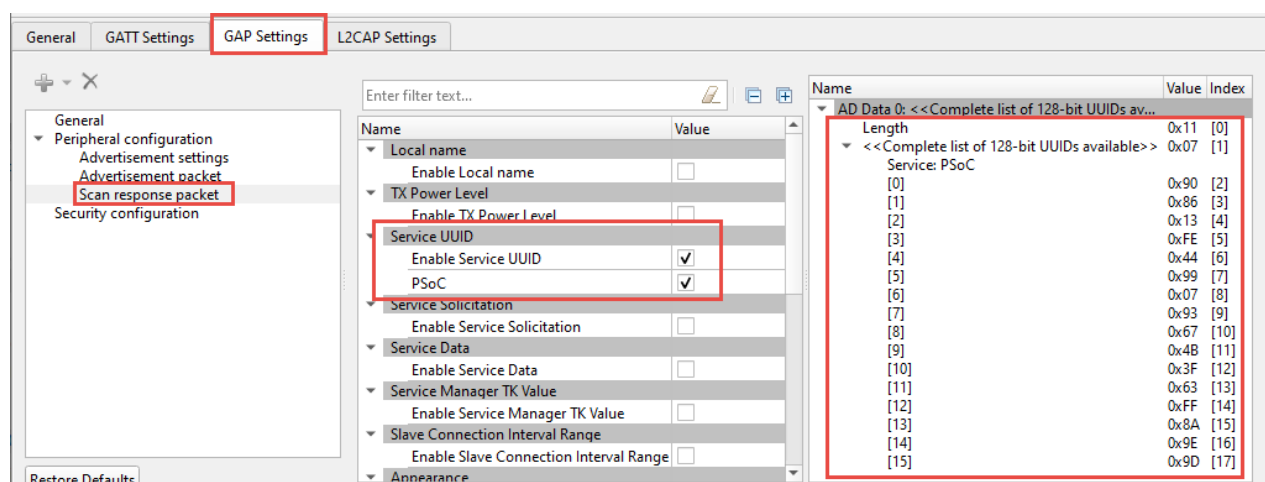 General GATT Settings GAP Settings L2CAP Settings
General
Peripheral configuration
Advertisement settings
Advertisement packet
Scan response packet
Security configuration
Restore Defaults
Enter filter text...
Name Value
Local name
Enable Local name
TX Power Level
Enable TX Power Level
Service UUID
Enable Service UUID
PSoC
Service Solicitation
Enable Service Solicitation
Service Data
Enable Service Data
Service Manager TK Value
Enable Service Manager TK Value
Slave Connection Interval Range
Enable Slave Connection Interval Range
Appearance
Name Value Index
AD Data 0: <<Complete list of 128-bit UUIDs av...
Length 0x11 [0]
<<Complete list of 128-bit UUIDs available>> 0x07 [1]
Service: PSoC
[0] 0x90 [2]
[1] 0x86 [3]
[2] 0x13 [4]
[3] 0xFE [5]
[4] 0x44 [6]
[5] 0x99 [7]
[6] 0x07 [8]
[7] 0x93 [9]
[8] 0x67 [10]
[9] 0x4B [11]
[10] 0x3F [12]
[11] 0x63 [13]
[12] 0xFF [14]
[13] 0x8A [15]
[14] 0x9E [16]
[15] 0x9D [17]